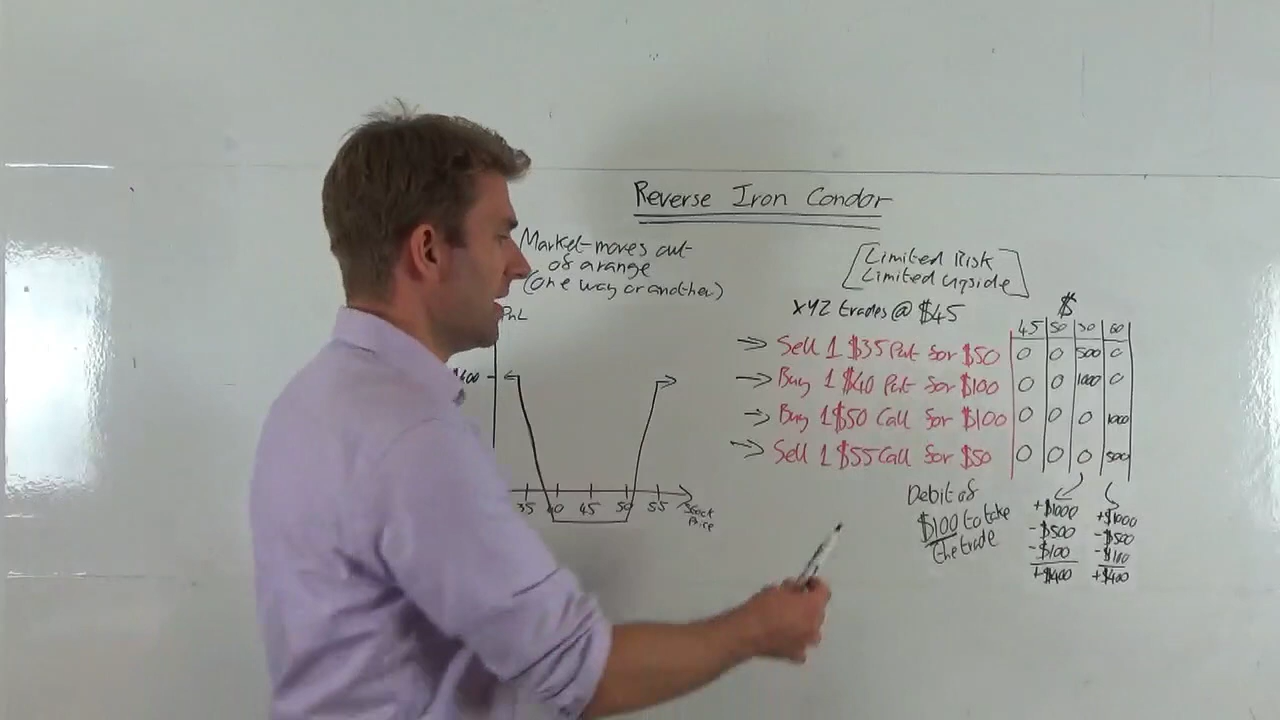 Reverse Iron Condor
Market moves out
of a range
(one way or another)
[Limited Risk
Limited Upside]
XYZ trades @ $45
$
45 50 30 60
→ Sell 1 $35 Put for $50 0 0 500 0
→ Buy 1 $40 Put for $100 0 0 1000 0
→ Buy 1 $50 Call for $100 0 0 0 1000
→ Sell 1 $55 Call for $50 0 0 0 500
PnL
35 40 45 50 55
Stock
Price
Debit of
$100 to take
the trade
+$1000 +$1000
-$500 -$500
-$100 -$100
+$400 +$400